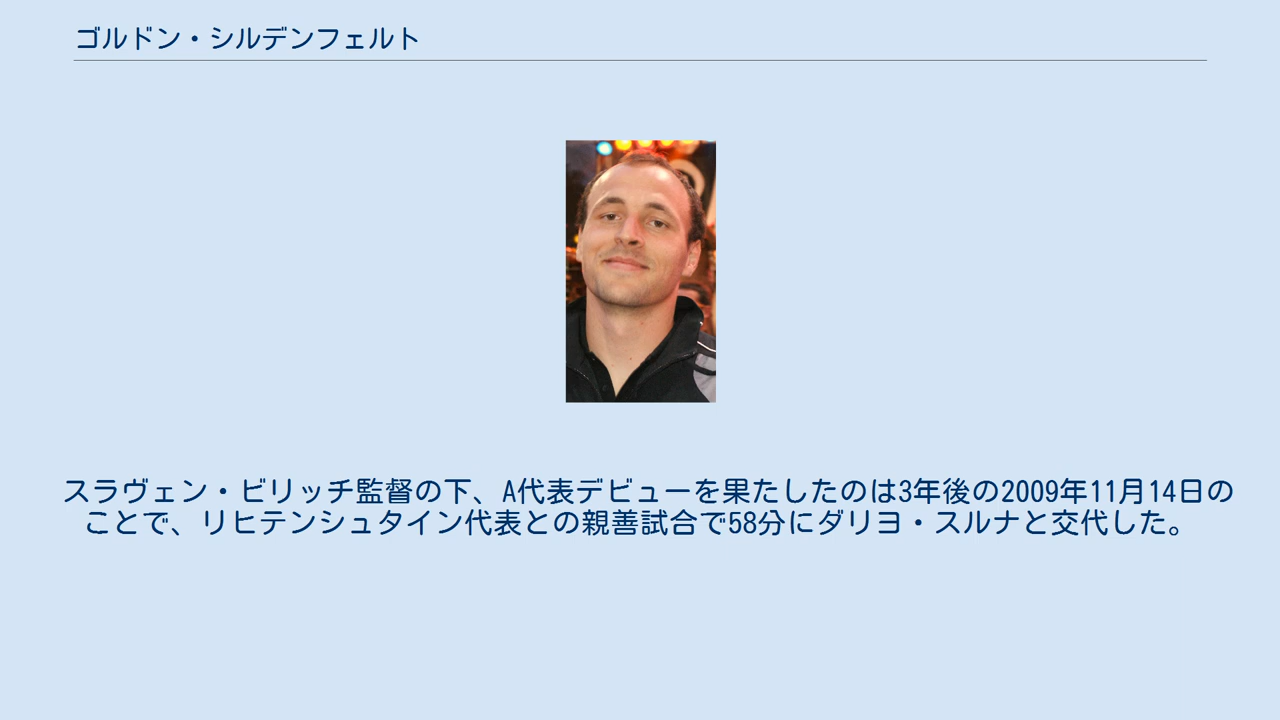 ゴルドン・シルデンフェルト
スラヴェン・ビリッチ監督の下、A代表デビューを果たしたのは3年後の2009年11月14日の
ことで、リヒテンシュタイン代表との親善試合で58分にダリヨ・スルナと交代した。